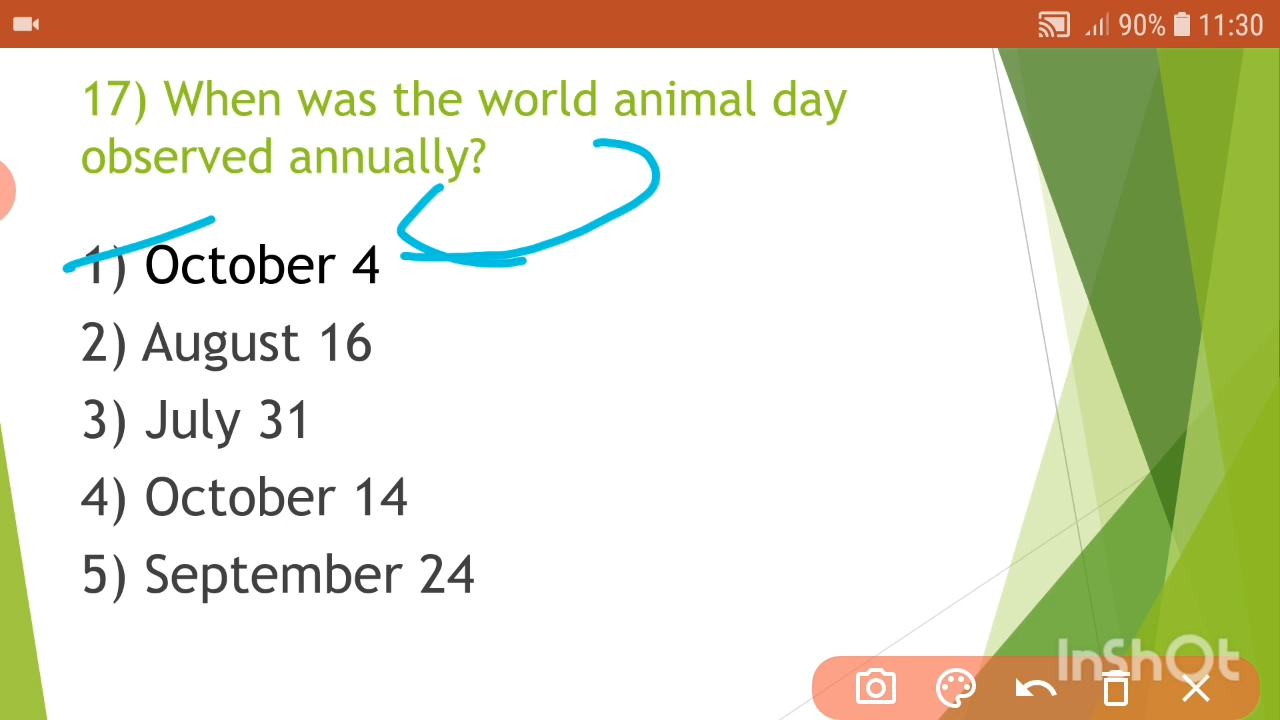 90% 11:30
17) When was the world animal day
observed annually?
1) October 4
2) August 16
3) July 31
4) October 14
5) September 24
InShOt